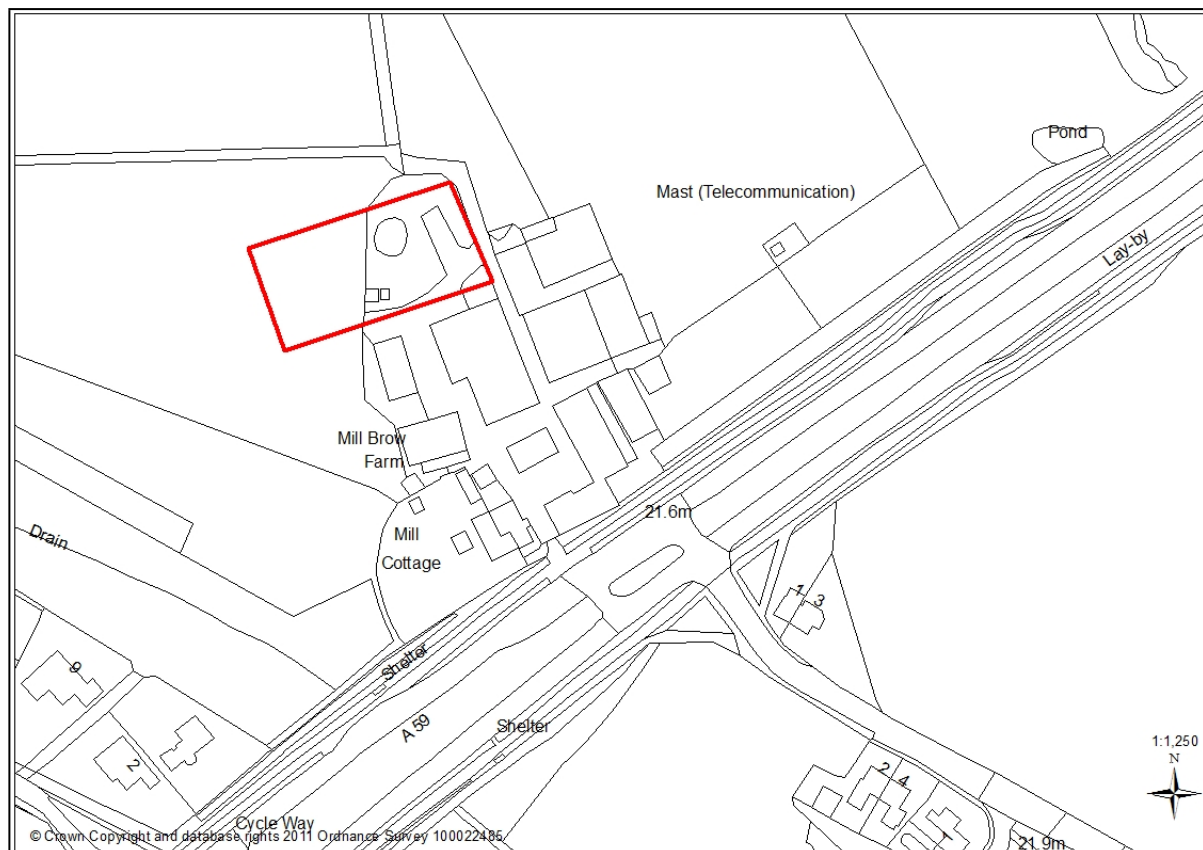 Pond
Mast (Telecommunication)
Lay-by
Mill Brow
Farm
21.6m
Drain
Mill
Cottage
1
3
Shelter
9
A 59
Shelter
1:1,250
N
2
2
4
1
Cycle Way
© Crown Copyright and database rights 2011 Ordnance Survey 100022485.
21.9m